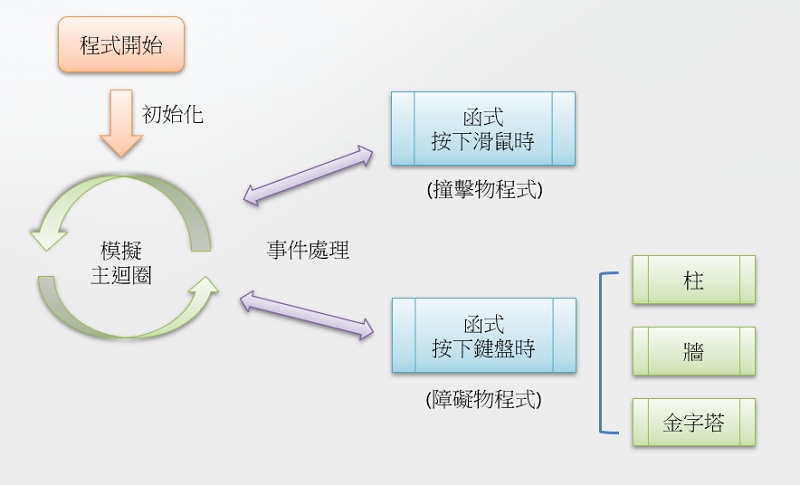 程式開始
初始化
模擬
主迴圈
事件處理
函式
按下滑鼠時
(撞擊物程式)
函式
按下鍵盤時
(障礙物程式)
柱
牆
金字塔